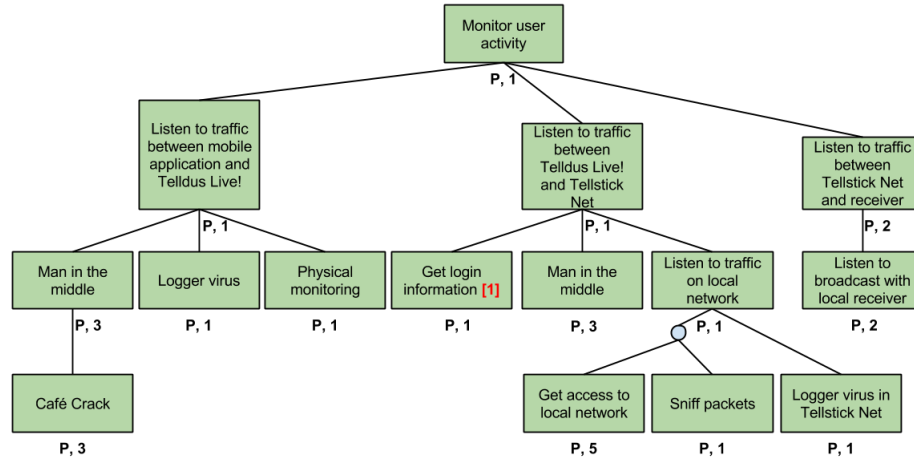 Monitor user
activity
P, 1
Listen to traffic
between mobile
application and
Telldus Live!
P, 1
Listen to traffic
between
Telldus Live!
and Tellstick
Net
P, 1
Listen to traffic
between
Tellstick Net
and receiver
P, 2
Man in the
middle
P, 3
Logger virus
P, 1
Physical
monitoring
P, 1
Get login
information [1]
P, 1
Man in the
middle
P, 3
Listen to traffic
on local
network
P, 1
Listen to
broadcast with
local receiver
P, 2
Café Crack
P, 3
Get access to
local network
P, 5
Sniff packets
P, 1
Logger virus in
Tellstick Net
P, 1